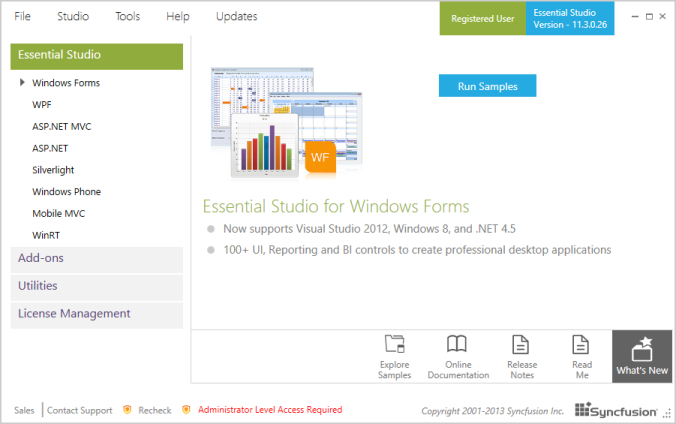 File Studio Tools Help Updates
Registered User
Essential Studio
Version - 11.3.0.26
Essential Studio
Windows Forms
WPF
ASP.NET MVC
ASP.NET
Silverlight
Windows Phone
Mobile MVC
WinRT
Add-ons
Utilities
License Management
Run Samples
WF
Essential Studio for Windows Forms
Now supports Visual Studio 2012, Windows 8, and .NET 4.5
100+ UI, Reporting and BI controls to create professional desktop applications
Explore
Samples
Online
Documentation
Release
Notes
Read
Me
What's New
Sales Contact Support Recheck Administrator Level Access Required
Copyright 2001-2013 Syncfusion Inc. Syncfusion